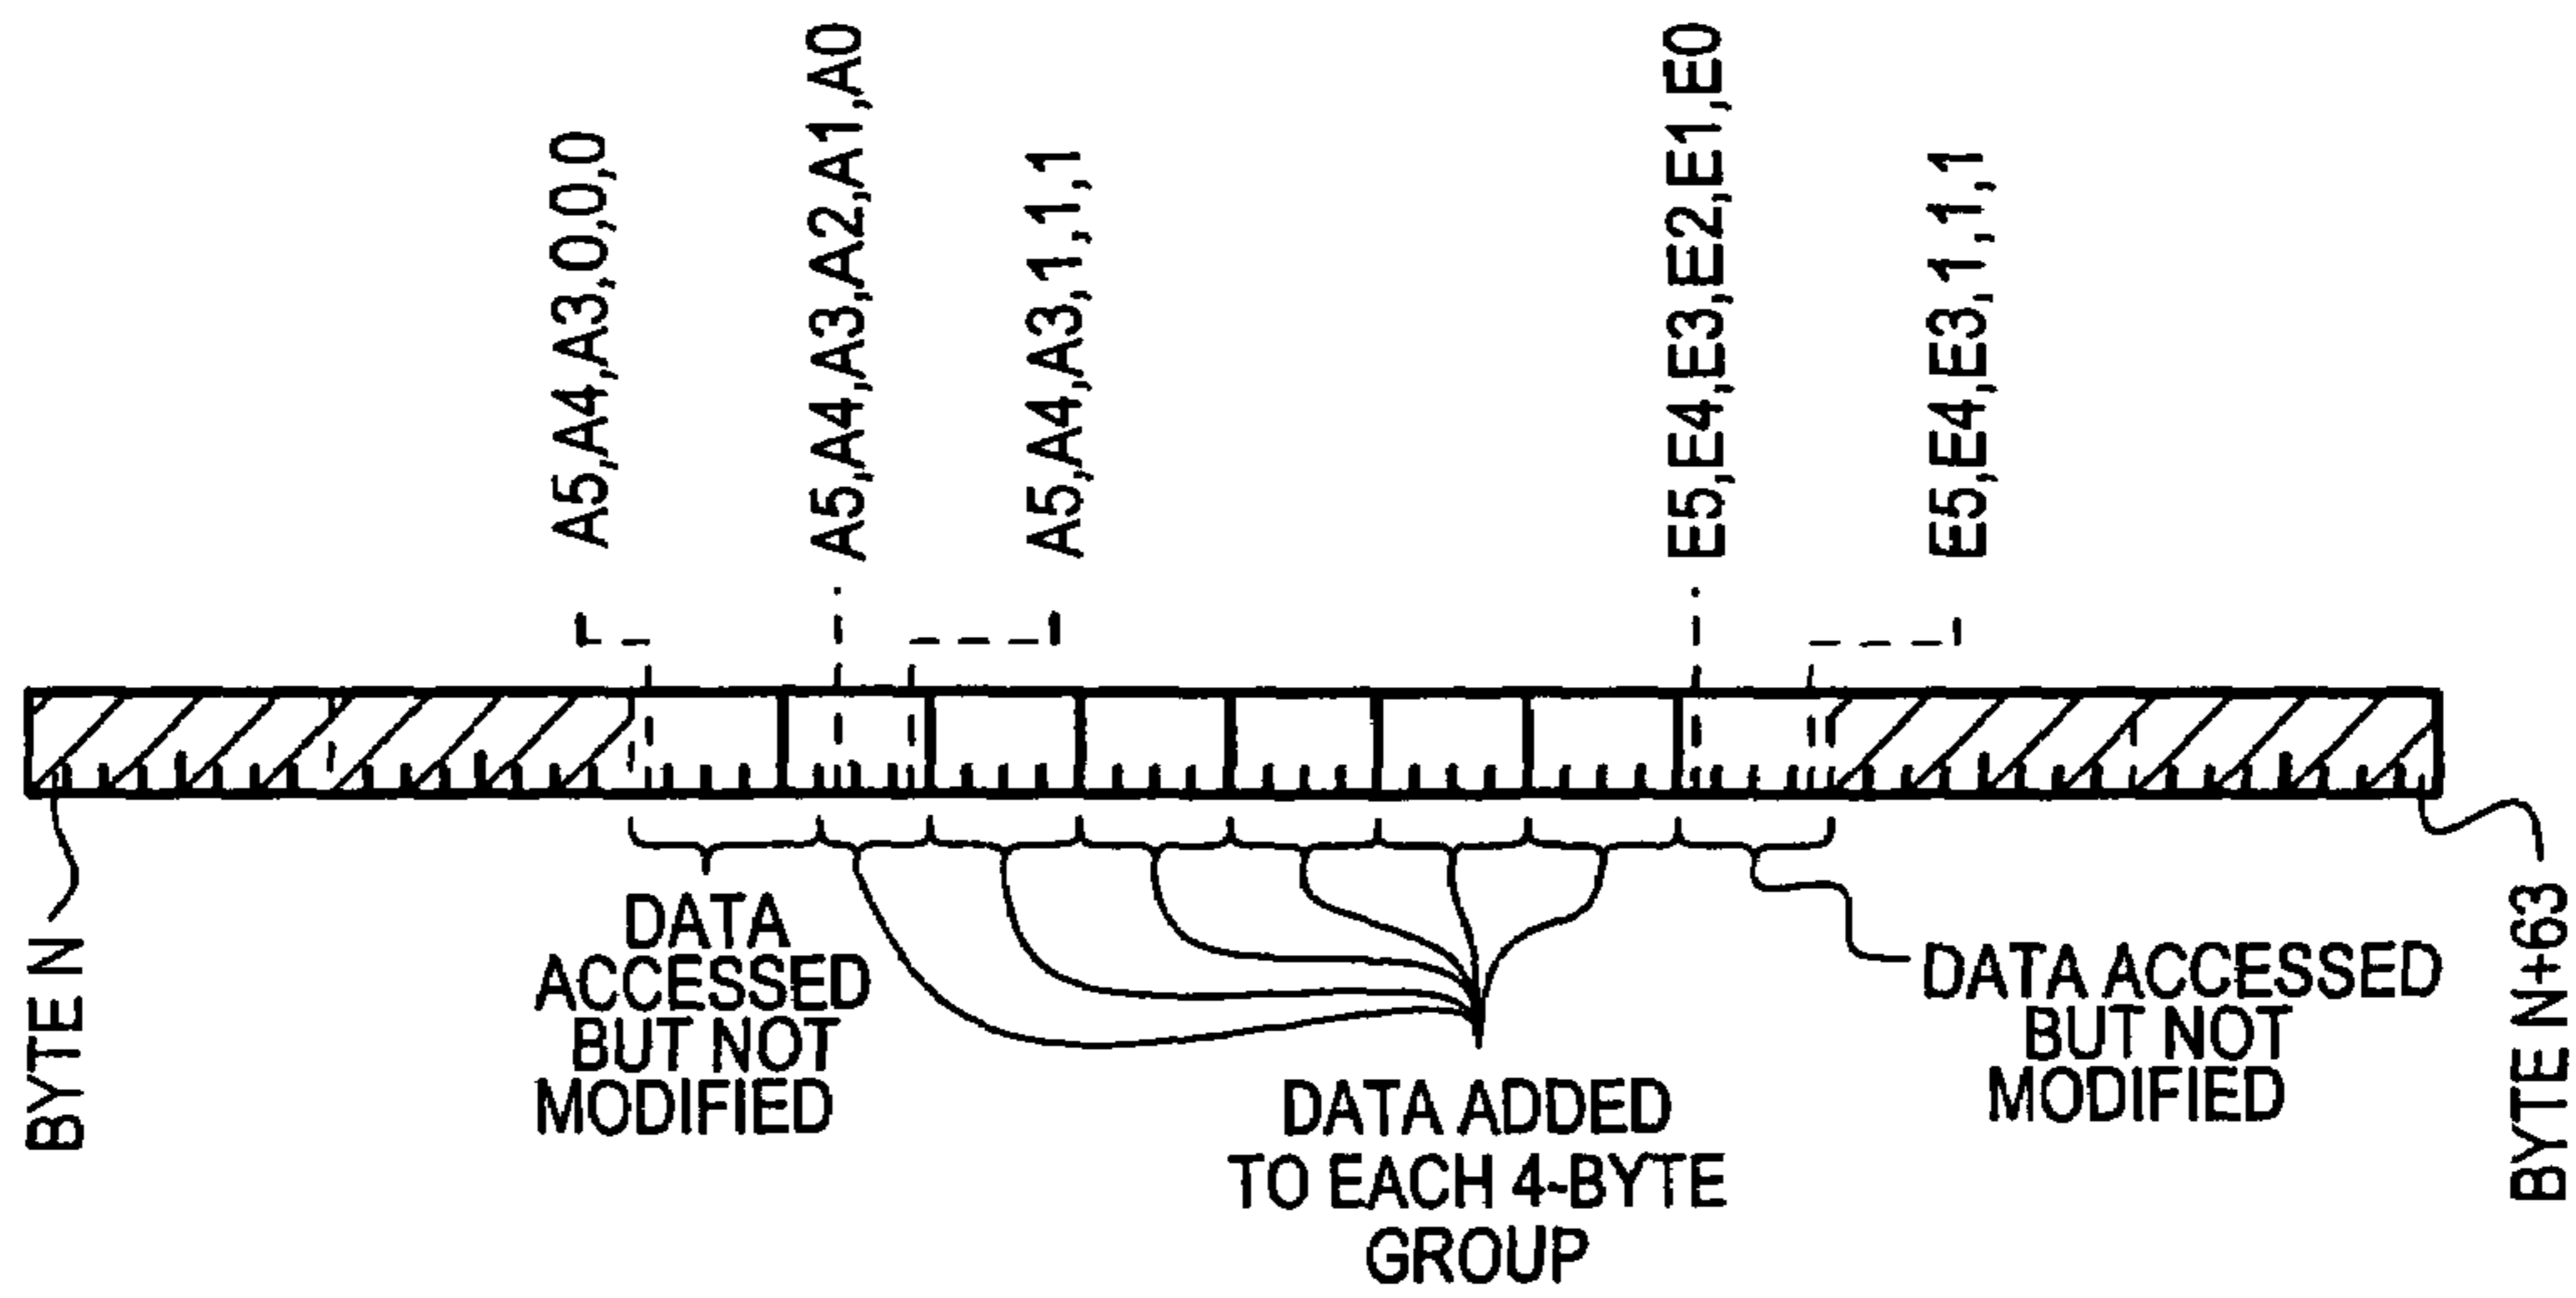 A5,A4,A3,0,0,0
A5,A4,A3,A2,A1,A0
A5,A4,A3,1,1,1
E5,E4,E3,E2,E1,E0
E5,E4,E3,1,1,1
BYTE N
DATA
ACCESSED
BUT NOT
MODIFIED
DATA ADDED
TO EACH 4-BYTE
GROUP
DATA ACCESSED
BUT NOT
MODIFIED
BYTE N+63